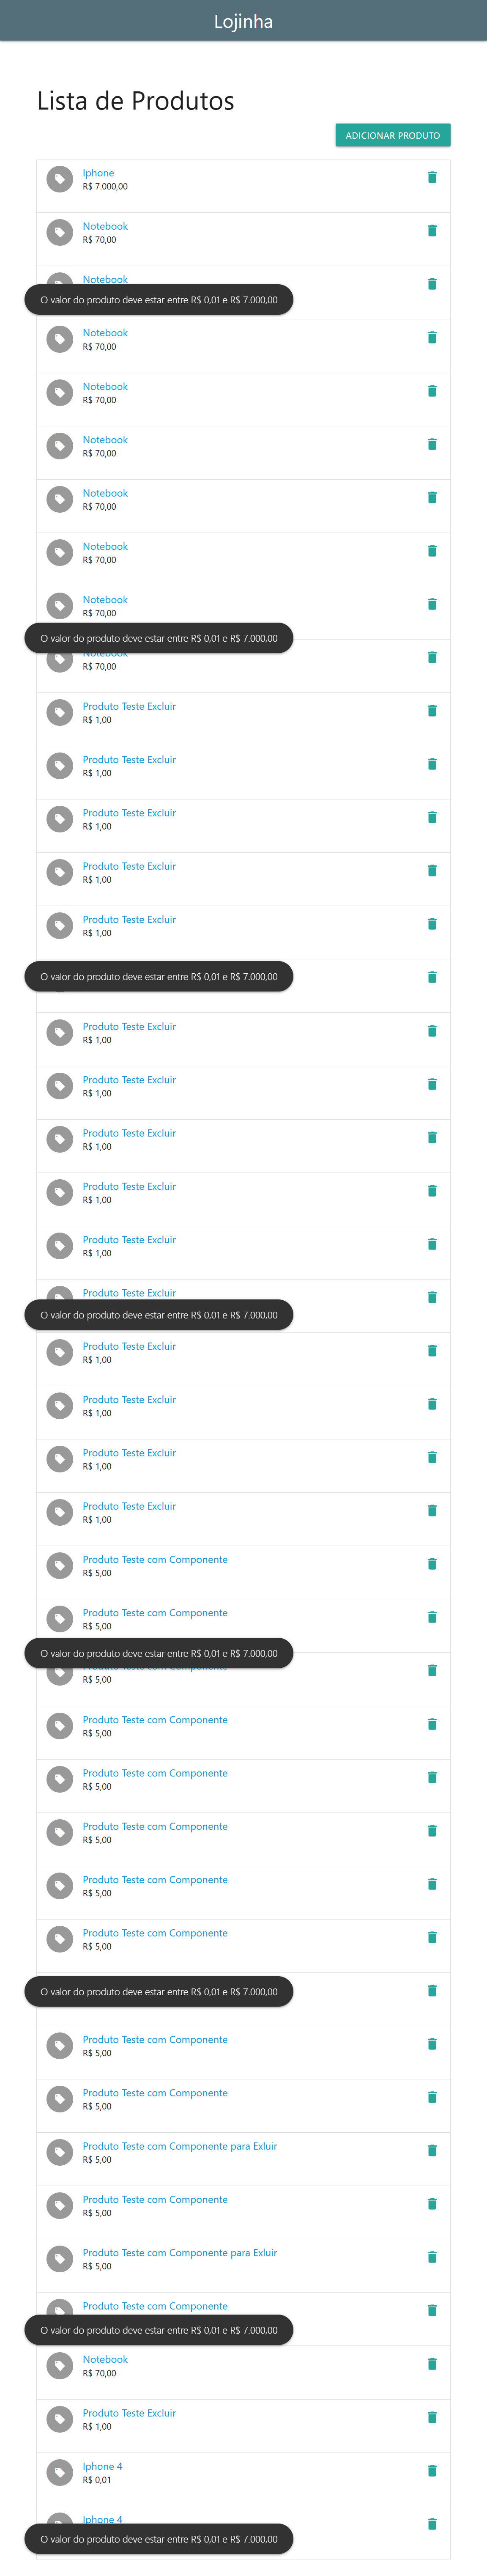 Lojinha
Lista de Produtos
ADICIONAR PRODUTO
Iphone
R$ 7.000,00
Notebook
R$ 70,00
Notebook
O valor do produto deve estar entre R$ 0,01 e R$ 7.000,00
Notebook
R$ 70,00
Notebook
R$ 70,00
Notebook
R$ 70,00
Notebook
R$ 70,00
Notebook
R$ 70,00
Notebook
R$ 70,00
O valor do produto deve estar entre R$ 0,01 e R$ 7.000,00
Notebook
R$ 70,00
Produto Teste Excluir
R$ 1,00
Produto Teste Excluir
R$ 1,00
Produto Teste Excluir
R$ 1,00
Produto Teste Excluir
R$ 1,00
Produto Teste Excluir
R$ 1,00
O valor do produto deve estar entre R$ 0,01 e R$ 7.000,00
Produto Teste Excluir
R$ 1,00
Produto Teste Excluir
R$ 1,00
Produto Teste Excluir
R$ 1,00
Produto Teste Excluir
R$ 1,00
Produto Teste Excluir
R$ 1,00
Produto Teste Excluir
O valor do produto deve estar entre R$ 0,01 e R$ 7.000,00
Produto Teste Excluir
R$ 1,00
Produto Teste Excluir
R$ 1,00
Produto Teste Excluir
R$ 1,00
Produto Teste Excluir
R$ 1,00
Produto Teste com Componente
R$ 5,00
Produto Teste com Componente
R$ 5,00
O valor do produto deve estar entre R$ 0,01 e R$ 7.000,00
Produto Teste com Componente
R$ 5,00
Produto Teste com Componente
R$ 5,00
Produto Teste com Componente
R$ 5,00
Produto Teste com Componente
R$ 5,00
Produto Teste com Componente
R$ 5,00
Produto Teste com Componente
R$ 5,00
O valor do produto deve estar entre R$ 0,01 e R$ 7.000,00
Produto Teste com Componente
R$ 5,00
Produto Teste com Componente
R$ 5,00
Produto Teste com Componente para Exluir
R$ 5,00
Produto Teste com Componente
R$ 5,00
Produto Teste com Componente para Exluir
R$ 5,00
Produto Teste com Componente
O valor do produto deve estar entre R$ 0,01 e R$ 7.000,00
Notebook
R$ 70,00
Produto Teste Excluir
R$ 1,00
Iphone 4
R$ 0,01
Iphone 4
O valor do produto deve estar entre R$ 0,01 e R$ 7.000,00